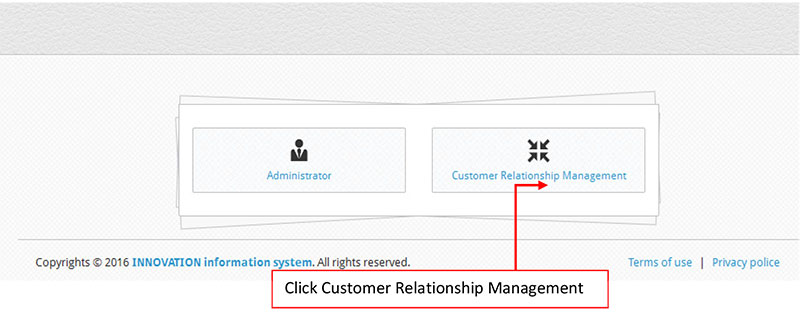 Administrator
Customer Relationship Management
Copyrights © 2016 INNOVATION information system. All rights reserved.
Terms of use | Privacy police
Click Customer Relationship Management